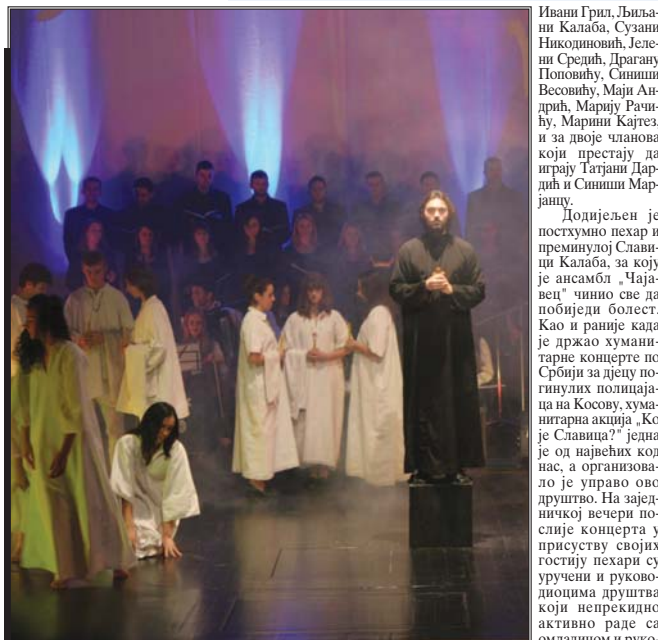 Ивани Грил, Љиља-
ни Калаба, Сузани
Никодиновић, Јеле-
ни Средић, Драгану
Поповићу, Синиши
Весовићу, Маји Ан-
дрић, Марију Рачи-
ћу, Марини Кајтез.
и за двоје чланова
који престају да
играју Татјани Дар-
дић и Синиши Мар-
јанцу.
Додијељен је
постхумно пехар и
преминулој Слави-
ци Калаба, за коју
је ансамбл „Чаја-
вец" чинио све да
побиједи болест.
Као и раније када
је држао хумани-
тарне концерте по
Србији за дјецу по-
гинулих полицаја-
ца на Косову, хума-
нитарна акција „Ко
је Славица?" једна
је од највећих код
нас, а организова-
ло је управо ово
друштво. На зајед-
ничкој вечери по-
слије концерта у
присуству својих
гостију пехари су
уручени и руково-
диоцима друштва
који непрекидно
активно раде са
омладином и руко-